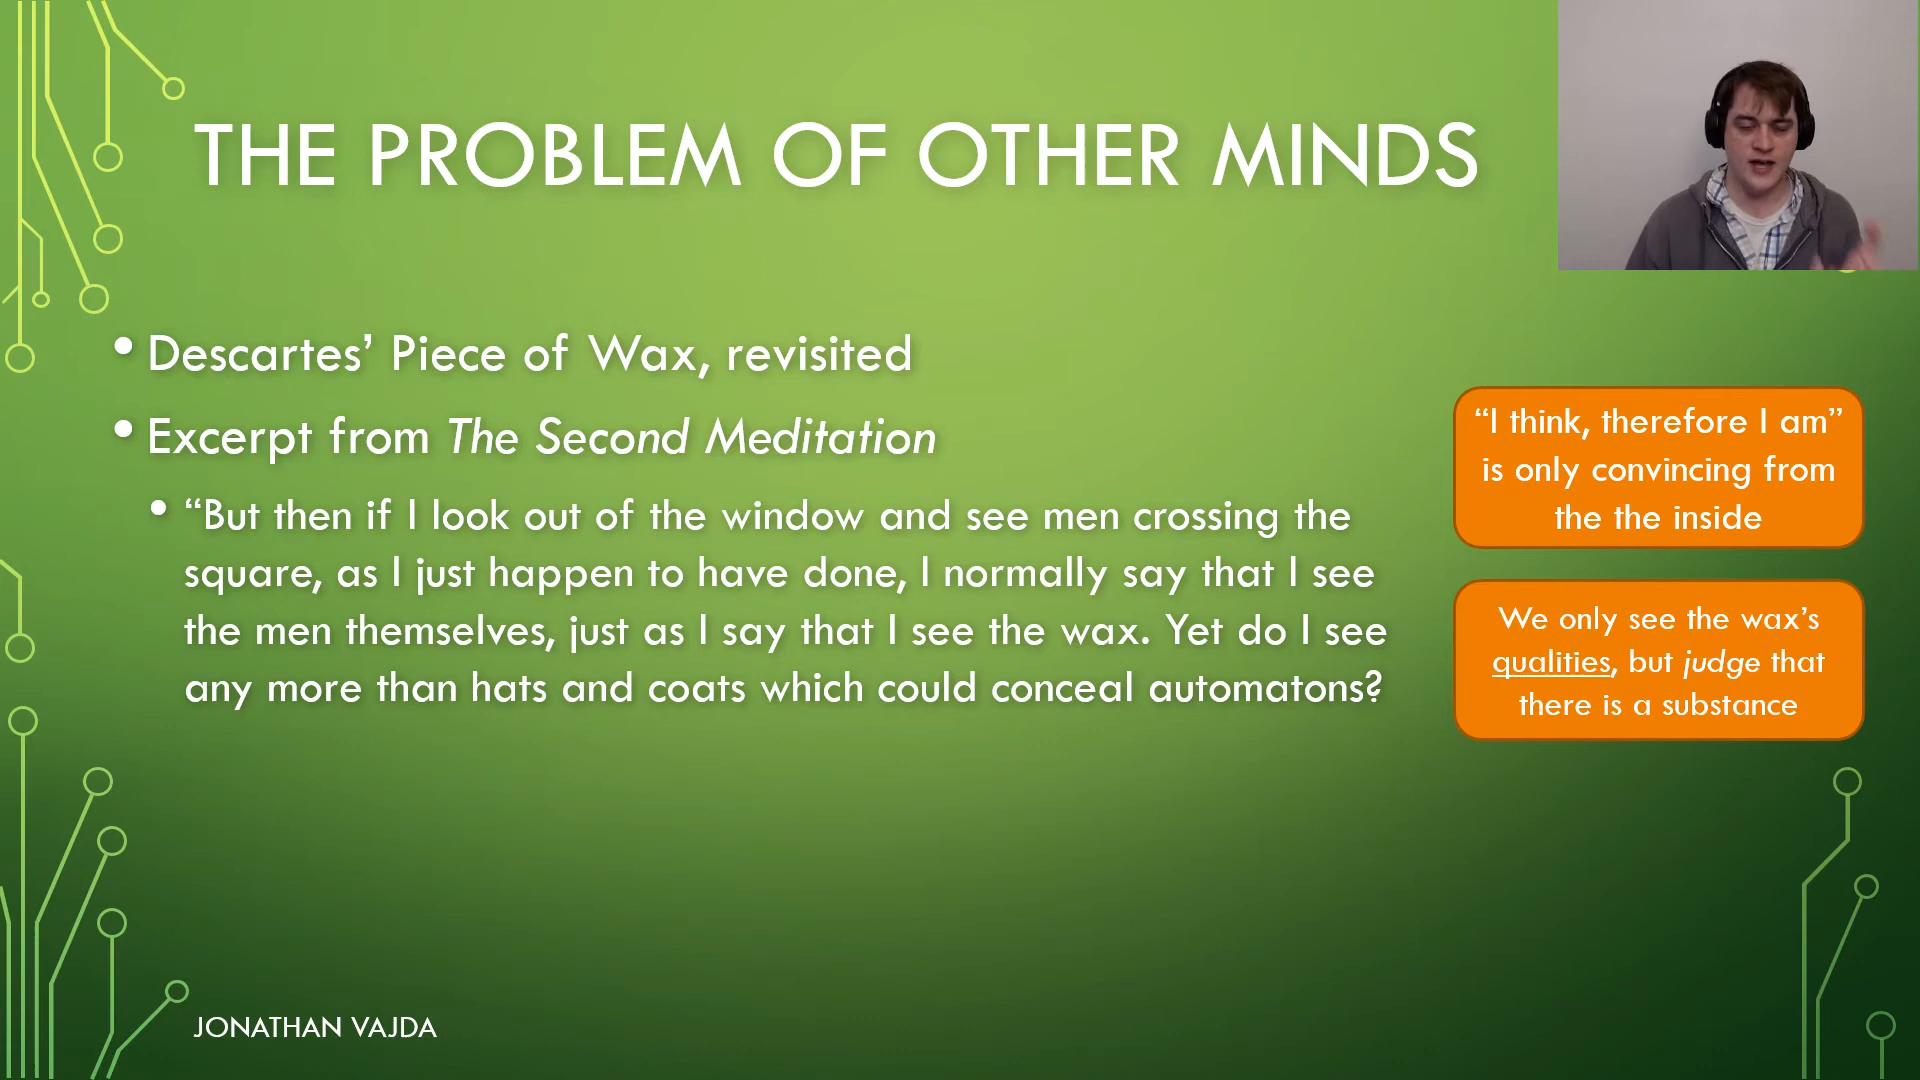 THE PROBLEM OF OTHER MINDS
• Descartes’ Piece of Wax, revisited
• Excerpt from The Second Meditation
• “But then if I look out of the window and see men crossing the
square, as I just happen to have done, I normally say that I see
the men themselves, just as I say that I see the wax. Yet do I see
any more than hats and coats which could conceal automatons?
“I think, therefore I am”
is only convincing from
the the inside
We only see the wax’s
qualities, but judge that
there is a substance
JONATHAN VAJDA